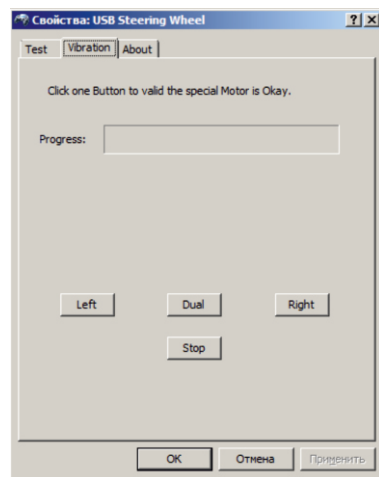 Свойства: USB Steering Wheel
Test Vibration About
Click one Button to valid the special Motor is Okay.
Progress:
Left Dual Right
Stop
OK Отмена Применить